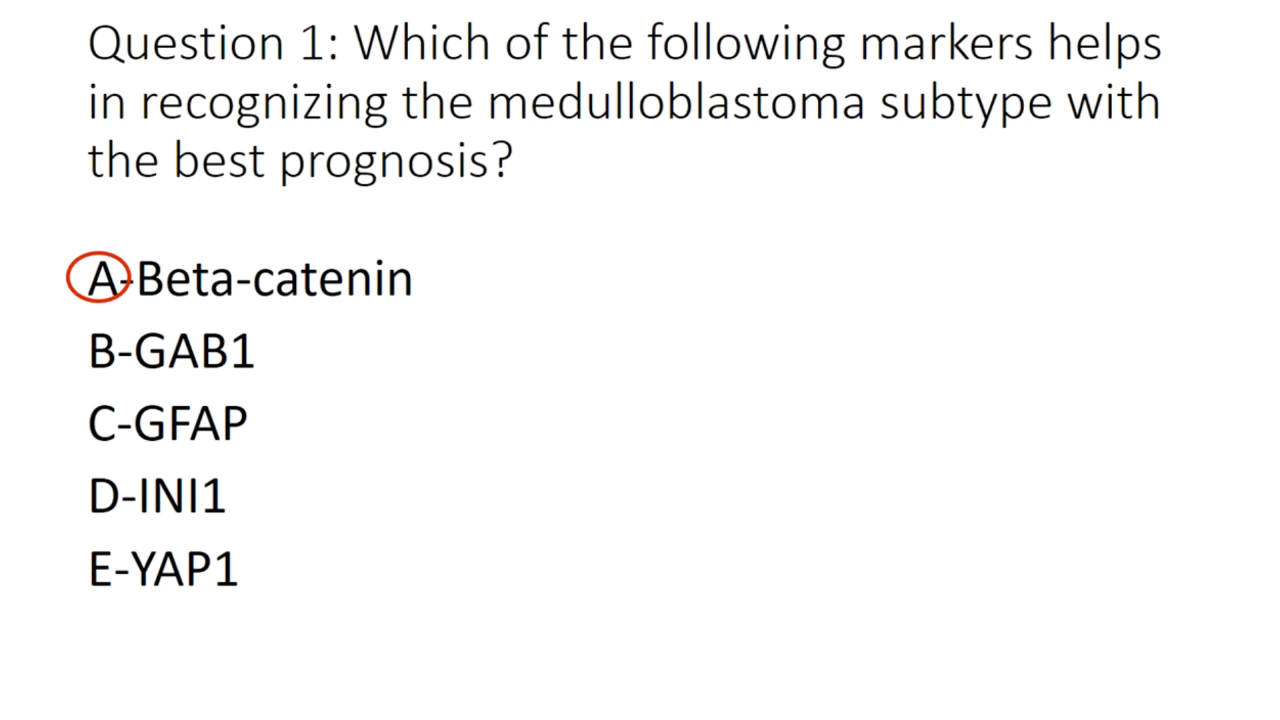 Question 1: Which of the following markers helps
in recognizing the medulloblastoma subtype with
the best prognosis?
A-Beta-catenin
B-GAB1
C-GFAP
D-INI1
E-YAP1